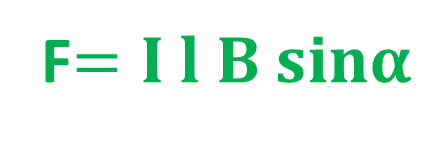 F= I l B sinα